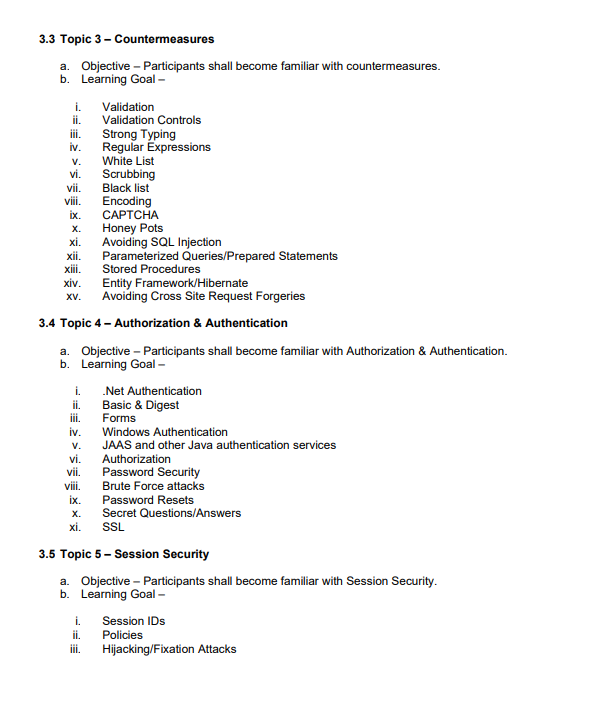 3.3 Topic 3 – Countermeasures
a. Objective – Participants shall become familiar with countermeasures.
b. Learning Goal –
i. Validation
ii. Validation Controls
iii. Strong Typing
iv. Regular Expressions
v. White List
vi. Scrubbing
vii. Black list
viii. Encoding
ix. CAPTCHA
x. Honey Pots
xi. Avoiding SQL Injection
xii. Parameterized Queries/Prepared Statements
xiii. Stored Procedures
xiv. Entity Framework/Hibernate
xv. Avoiding Cross Site Request Forgeries
3.4 Topic 4 – Authorization & Authentication
a. Objective – Participants shall become familiar with Authorization & Authentication.
b. Learning Goal –
i. .Net Authentication
ii. Basic & Digest
iii. Forms
iv. Windows Authentication
v. JAAS and other Java authentication services
vi. Authorization
vii. Password Security
viii. Brute Force attacks
ix. Password Resets
x. Secret Questions/Answers
xi. SSL
3.5 Topic 5 – Session Security
a. Objective – Participants shall become familiar with Session Security.
b. Learning Goal –
i. Session IDs
ii. Policies
iii. Hijacking/Fixation Attacks